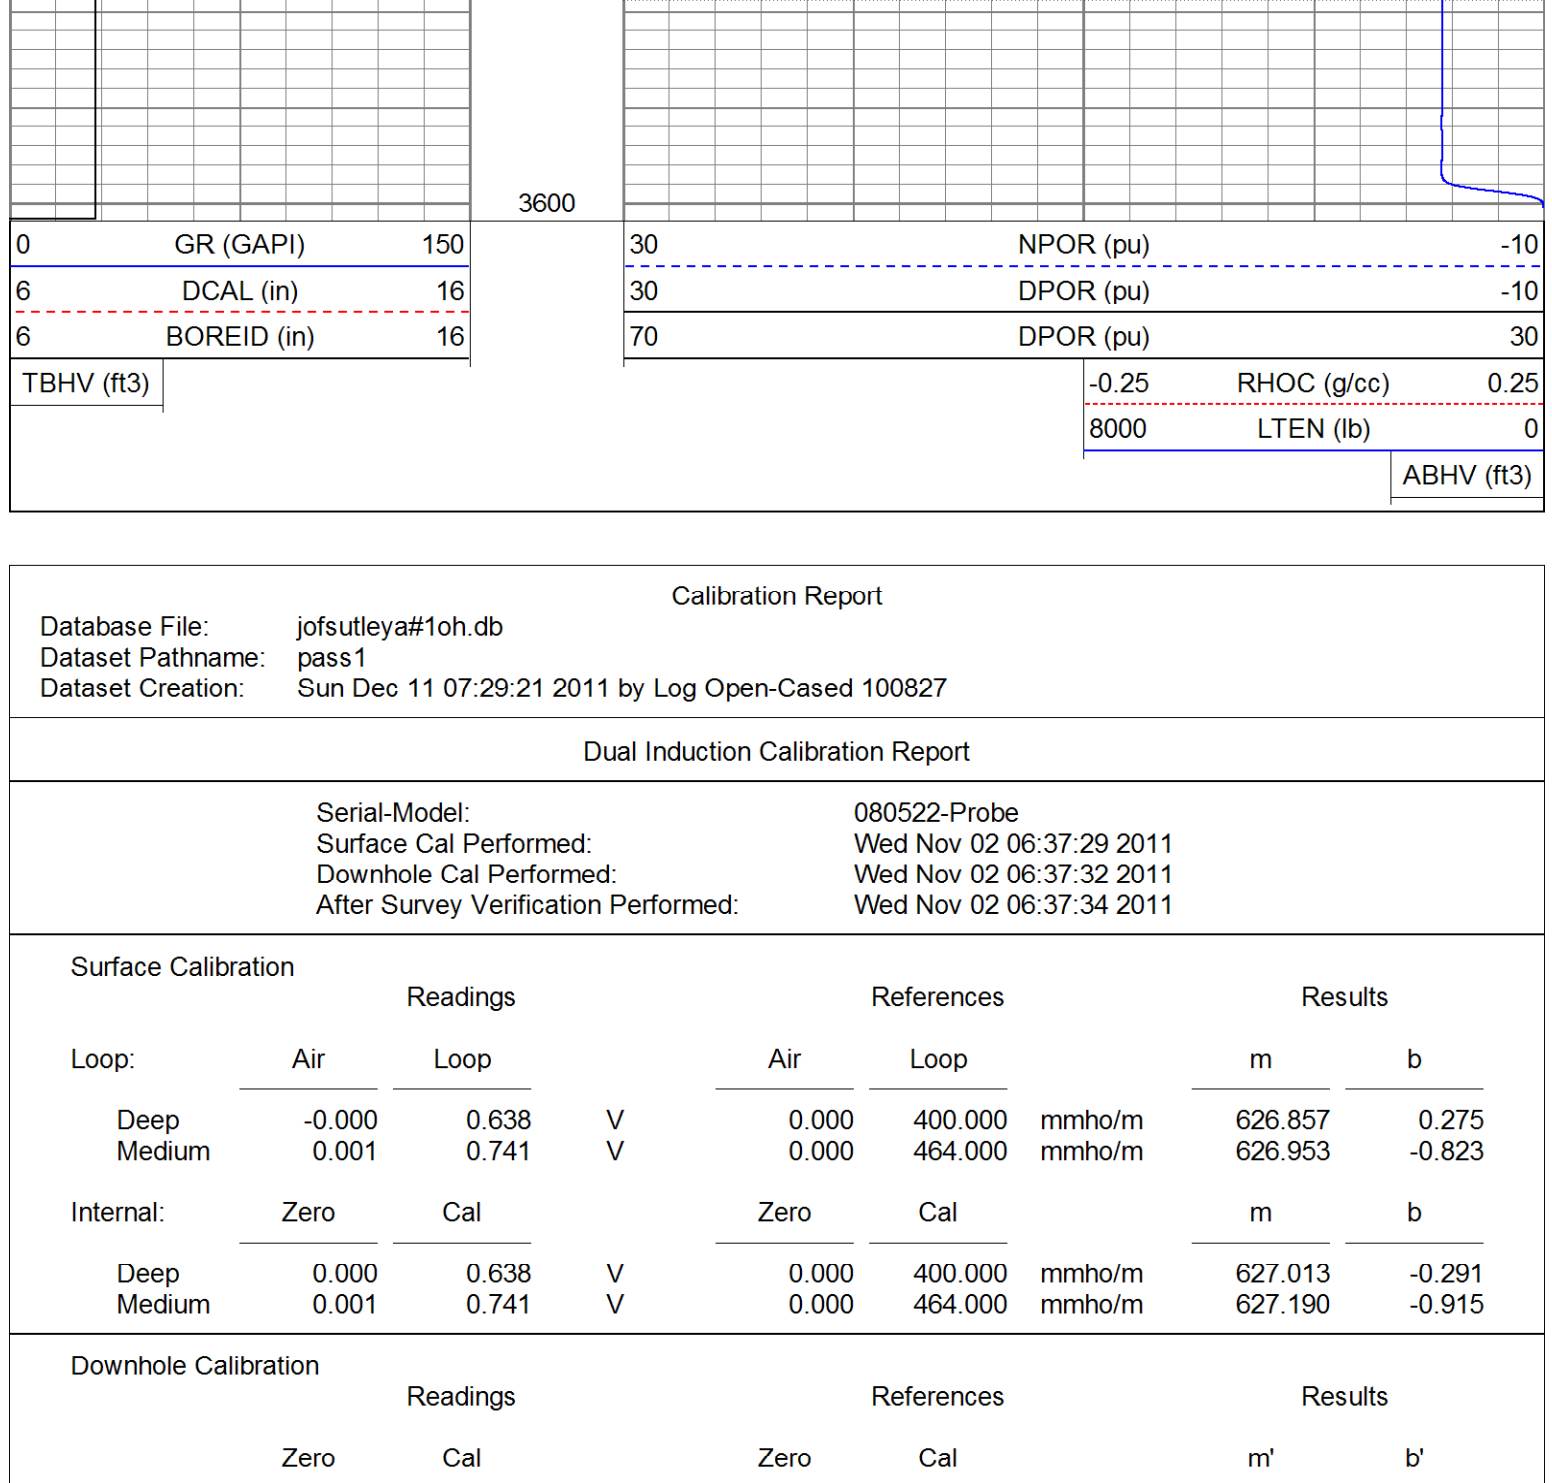 3600
0 GR (GAPI) 150 30 NPOR (pu) -10
6 DCAL (in) 16 30 DPOR (pu) -10
6 BOREID (in) 16 70 DPOR (pu) 30
TBHV (ft3) -0.25 RHOC (g/cc) 0.25
8000 LTEN (lb) 0
ABHV (ft3)
Calibration Report
Database File: jofsutleya#1oh.db
Dataset Pathname: pass1
Dataset Creation: Sun Dec 11 07:29:21 2011 by Log Open-Cased 100827
Dual Induction Calibration Report
Serial-Model: 080522-Probe
Surface Cal Performed: Wed Nov 02 06:37:29 2011
Downhole Cal Performed: Wed Nov 02 06:37:32 2011
After Survey Verification Performed: Wed Nov 02 06:37:34 2011
Surface Calibration
Readings References Results
Loop: Air Loop Air Loop m b
Deep -0.000 0.638 V 0.000 400.000 mmho/m 626.857 0.275
Medium 0.001 0.741 V 0.000 464.000 mmho/m 626.953 -0.823
Internal: Zero Cal Zero Cal m b
Deep 0.000 0.638 V 0.000 400.000 mmho/m 627.013 -0.291
Medium 0.001 0.741 V 0.000 464.000 mmho/m 627.190 -0.915
Downhole Calibration
Readings References Results
Zero Cal Zero Cal m' b'